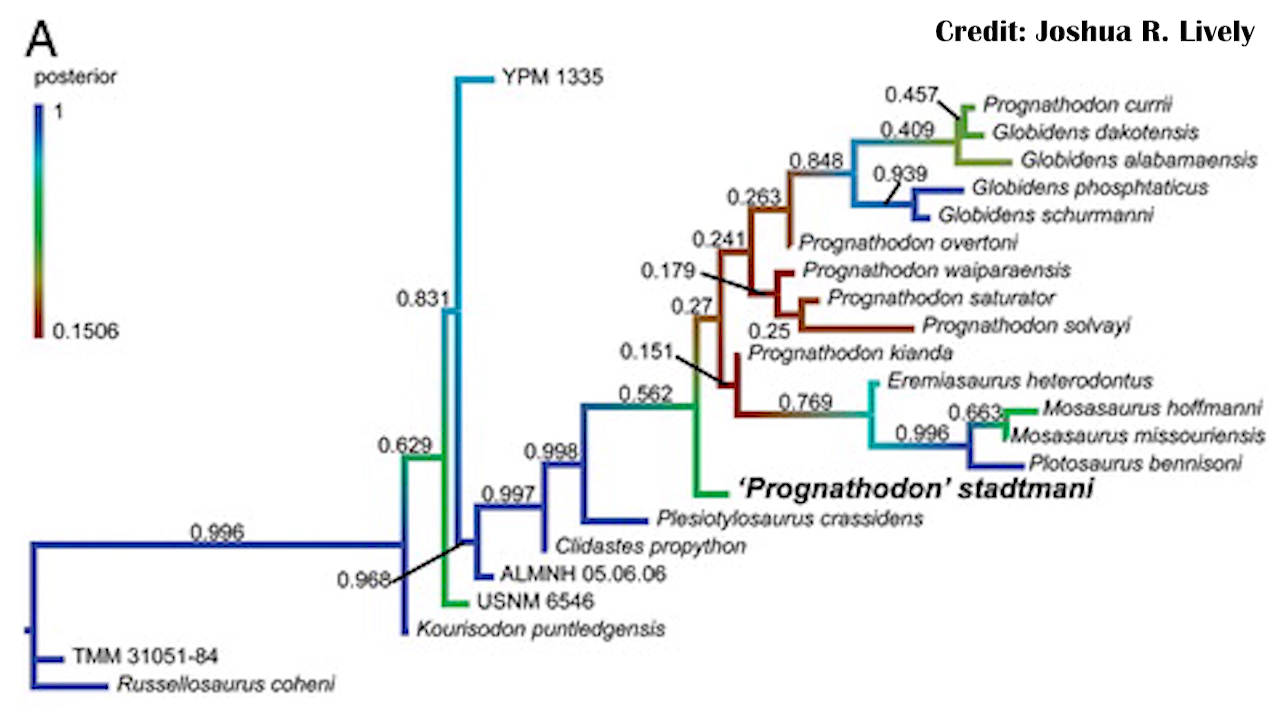 A
Credit: Joshua R. Lively
posterior
1
0.1506
YPM 1335
0.457
Prognathodon currii
0.409
Globidens dakotensis
Globidens alabamaensis
0.848
0.939
Globidens phosphtaticus
0.263
Globidens schurmanni
0.241
Prognathodon overtoni
0.179
Prognathodon waiparaensis
0.831
Prognathodon saturator
0.27
0.25
Prognathodon solvayi
0.151
Prognathodon kianda
Eremiasaurus heterodontus
0.562
0.769
0.663
Mosasaurus hoffmanni
0.996
Mosasaurus missouriensis
0.629
0.998
Plotosaurus bennisoni
0.997
‘Prognathodon’ stadtmani
Plesiotylosaurus crassidens
0.996
Clidastes propython
0.968
ALMNH 05.06.06
USNM 6546
Kourisodon puntledgensis
TMM 31051-84
Russellosaurus coheni